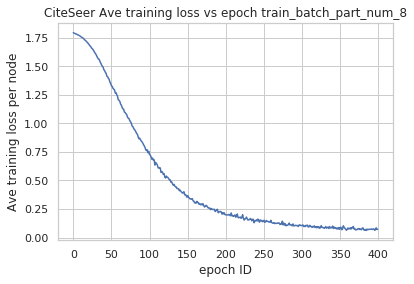 CiteSeer Ave training loss vs epoch train_batch_part_num_8
1.75
1.50
1.25
1.00
0.75
0.50
0.25
0.00
Ave training loss per node
0 50 100 150 200 250 300 350 400
epoch ID